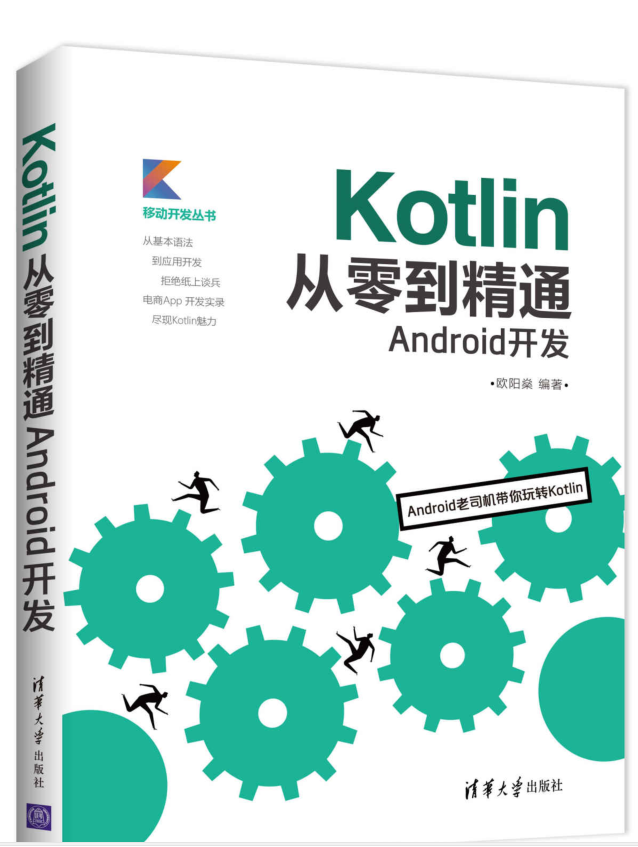 Kotlin从零到精通Android开发
清华大学出版社
移动开发丛书
从基本语法
到应用开发
拒绝纸上谈兵
电商App 开发实录
尽现Kotlin魅力
Kotlin
从零到精通
Android开发
•欧阳燊 编著•
Android老司机带你玩转Kotlin
清华大学出版社